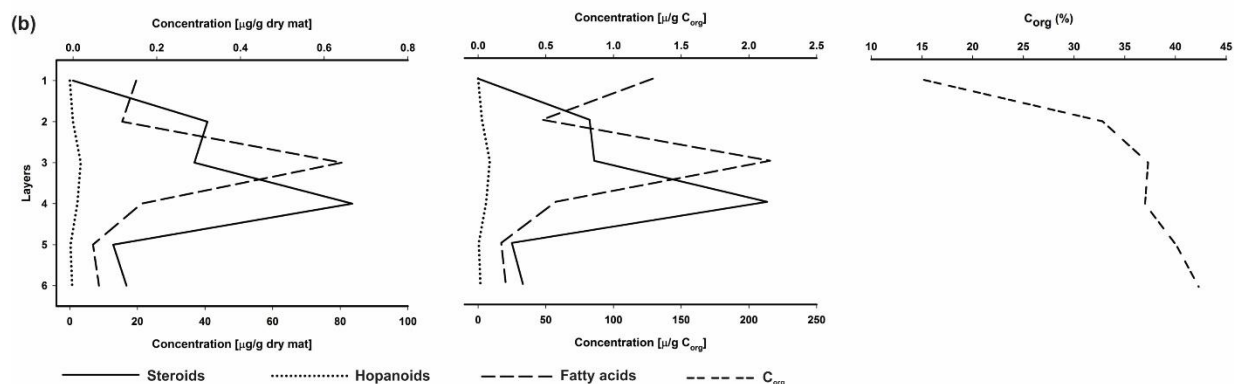 (b)
Concentration [µg/g dry mat]
0.0 0.2 0.4 0.6 0.8
Concentration [µ/g Corg]
0.0 0.5 1.0 1.5 2.0 2.5
Corg (%)
10 15 20 25 30 35 40 45
Layers
1
2
3
4
5
6
0 20 40 60 80 100
Concentration [µg/g dry mat]
0 50 100 150 200 250
Concentration [µ/g Corg]
Steroids Hopanoids Fatty acids Corg